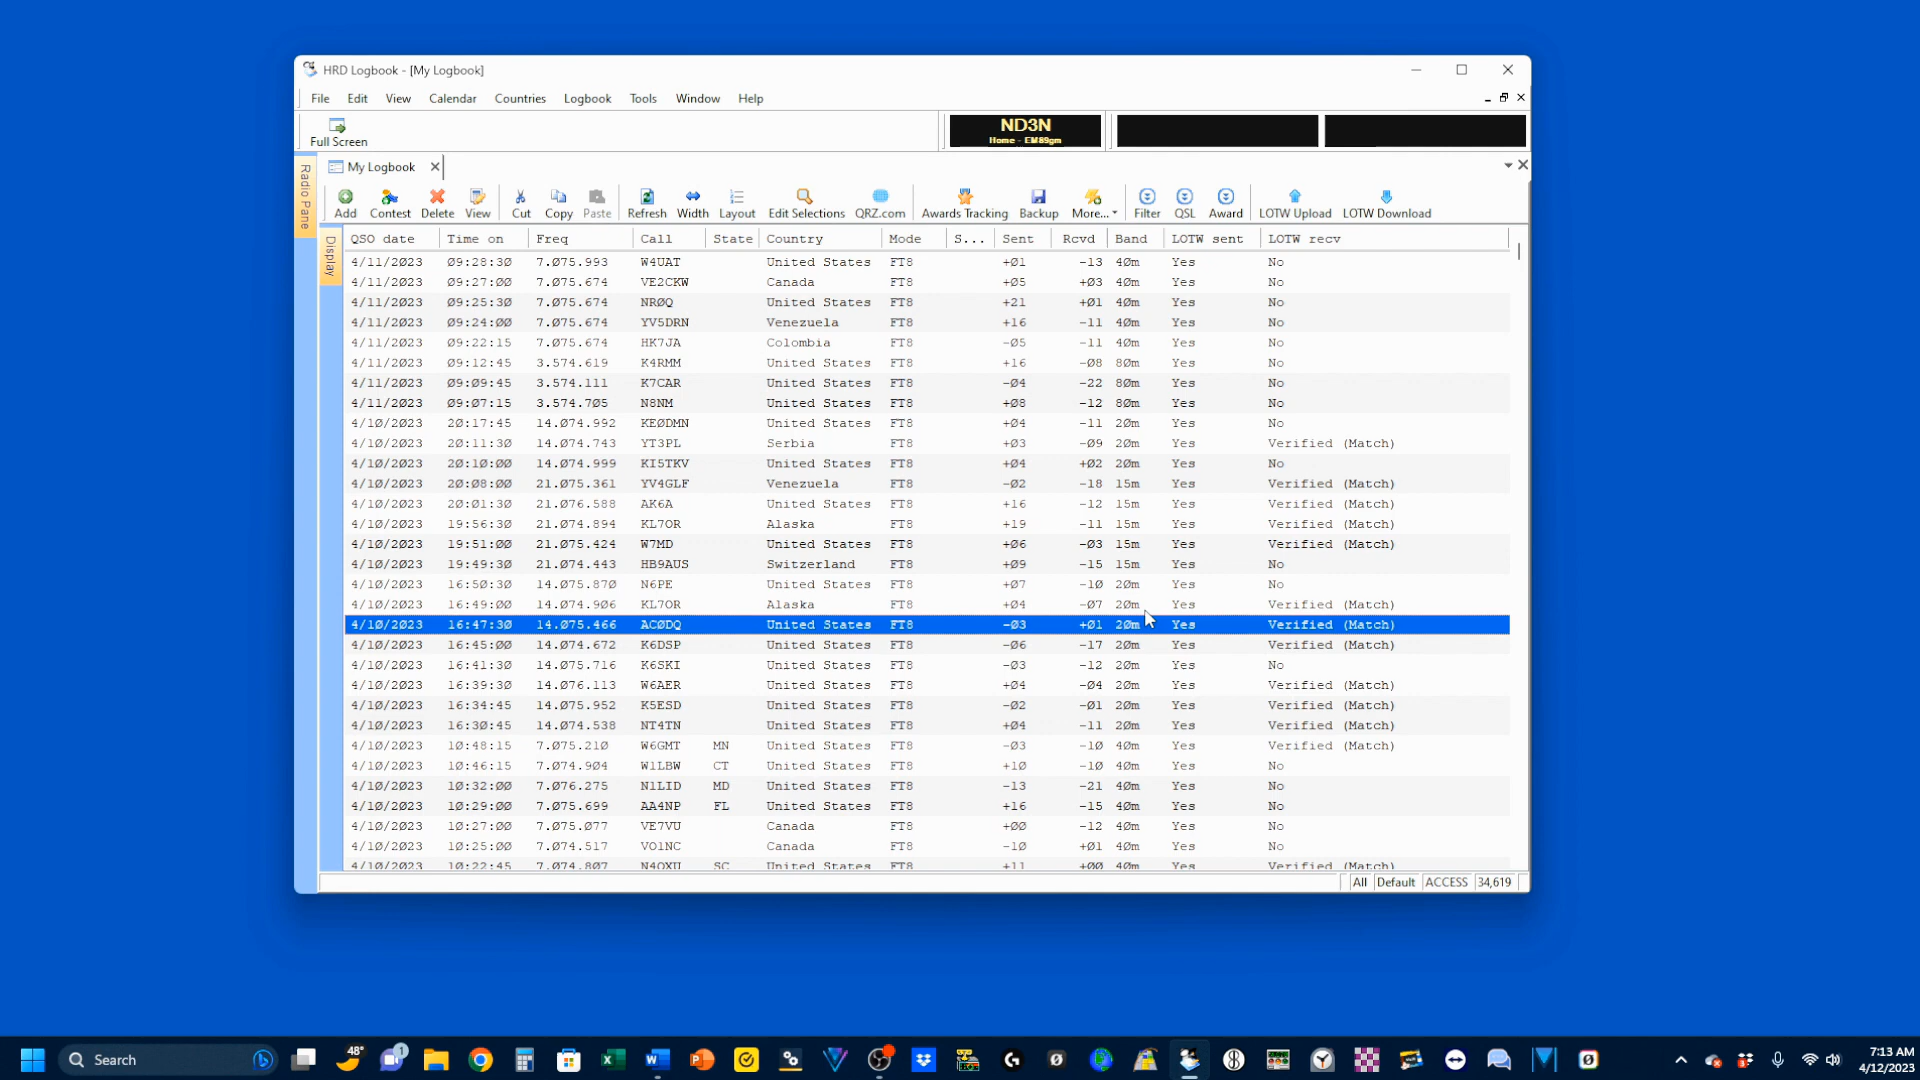 HRD Logbook - [My Logbook]
File Edit View Calendar Countries Logbook Tools Window Help
Full Screen
ND3N
Home - EM89gm
Radio Pane
Display
My Logbook
Add Contest Delete View Cut Copy Paste Refresh Width Layout Edit Selections QRZ.com Awards Tracking Backup More... Filter QSL Award LOTW Upload LOTW Download
QSO date Time on Freq Call State Country Mode S... Sent Rcvd Band LOTW sent LOTW recv
4/11/2023 09:28:30 7.075.993 W4UAT United States FT8 +01 -13 40m Yes No
4/11/2023 09:27:00 7.075.674 VE2CKW Canada FT8 +05 +03 40m Yes No
4/11/2023 09:25:30 7.075.674 NR0Q United States FT8 +21 +01 40m Yes No
4/11/2023 09:24:00 7.075.674 YV5DRN Venezuela FT8 +16 -11 40m Yes No
4/11/2023 09:22:15 7.075.674 HK7JA Colombia FT8 -05 -11 40m Yes No
4/11/2023 09:12:45 3.574.619 K4RMM United States FT8 +16 -08 80m Yes No
4/11/2023 09:09:45 3.574.111 K7CAR United States FT8 -04 -22 80m Yes No
4/11/2023 09:07:15 3.574.705 N8NM United States FT8 +08 -12 80m Yes No
4/10/2023 20:17:45 14.074.992 KE0DMN United States FT8 +04 -11 20m Yes No
4/10/2023 20:11:30 14.074.743 YT3PL Serbia FT8 +03 -09 20m Yes Verified (Match)
4/10/2023 20:10:00 14.074.999 KI5TKV United States FT8 +04 +02 20m Yes No
4/10/2023 20:08:00 21.075.361 YV4GLF Venezuela FT8 -02 -18 15m Yes Verified (Match)
4/10/2023 20:01:30 21.076.588 AK6A United States FT8 +16 -12 15m Yes Verified (Match)
4/10/2023 19:56:30 21.074.894 KL7OR Alaska FT8 +19 -11 15m Yes Verified (Match)
4/10/2023 19:51:00 21.075.424 W7MD United States FT8 +06 -03 15m Yes Verified (Match)
4/10/2023 19:49:30 21.074.443 HB9AUS Switzerland FT8 +09 -15 15m Yes No
4/10/2023 16:50:30 14.075.870 N6PE United States FT8 +07 -10 20m Yes No
4/10/2023 16:49:00 14.074.906 KL7OR Alaska FT8 +04 -07 20m Yes Verified (Match)
4/10/2023 16:47:30 14.075.466 AC0DQ United States FT8 -03 +01 20m Yes Verified (Match)
4/10/2023 16:45:00 14.074.672 K6DSP United States FT8 -06 -17 20m Yes Verified (Match)
4/10/2023 16:41:30 14.075.716 K6SKI United States FT8 -03 -12 20m Yes No
4/10/2023 16:39:30 14.076.113 W6AER United States FT8 +04 -04 20m Yes Verified (Match)
4/10/2023 16:34:45 14.075.952 K5ESD United States FT8 -02 -01 20m Yes Verified (Match)
4/10/2023 16:30:45 14.074.538 NT4TN United States FT8 +04 -11 20m Yes Verified (Match)
4/10/2023 10:48:15 7.075.210 W6GMT MN United States FT8 -03 -10 40m Yes Verified (Match)
4/10/2023 10:46:15 7.074.904 W1LBW CT United States FT8 +10 -10 40m Yes No
4/10/2023 10:32:00 7.076.275 N1LID MD United States FT8 -13 -21 40m Yes No
4/10/2023 10:29:00 7.075.699 AA4NP FL United States FT8 +16 -15 40m Yes No
4/10/2023 10:27:00 7.075.077 VE7VU Canada FT8 +00 -12 40m Yes No
4/10/2023 10:25:00 7.074.517 VO1NC Canada FT8 -10 +01 40m Yes No
4/10/2023 10:22:45 7.074.807 N4QXU SC United States FT8 +11 +00 40m Yes Verified (Match)
All Default ACCESS 34,619
Search 48° 1 7:13 AM
4/12/2023